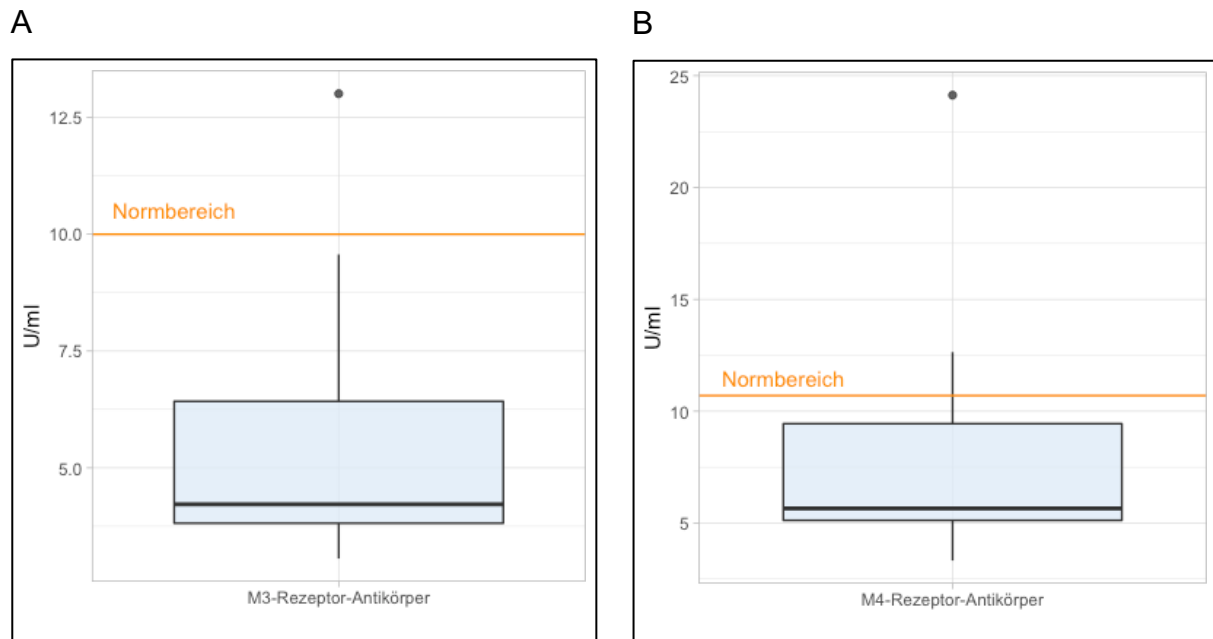 A
B
12.5
10.0
7.5
5.0
U/ml
Normbereich
M3-Rezeptor-Antikörper
25
20
15
10
5
U/ml
Normbereich
M4-Rezeptor-Antikörper